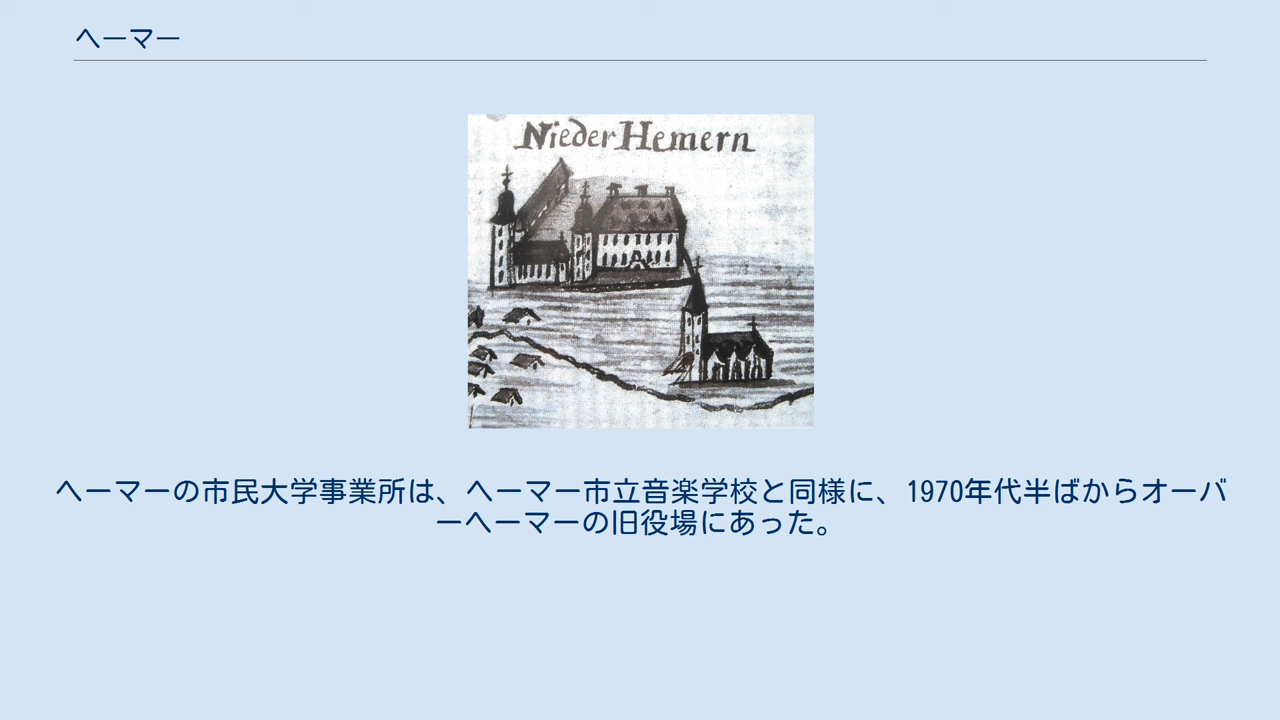 ヘーマー
Nieder Hemern
ヘーマーの市民大学事業所は、ヘーマー市立音楽学校と同様に、1970年代半ばからオーバ
ーヘーマーの旧役場にあった。